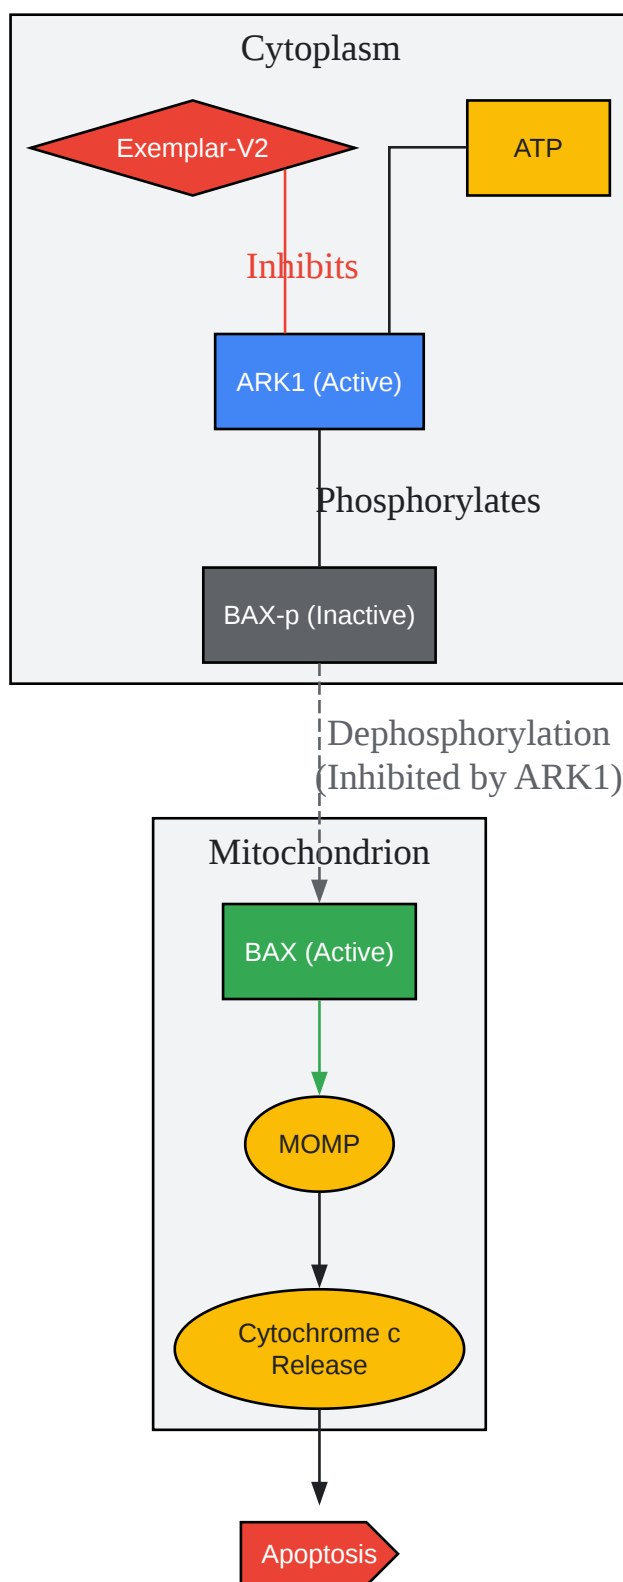 Cytoplasm
Exemplar-V2
ATP
Inhibits
ARK1 (Active)
Phosphorylates
BAX-p (Inactive)
Dephosphorylation
(Inhibited by ARK1)
Mitochondrion
BAX (Active)
MOMP
Cytochrome c
Release
Apoptosis